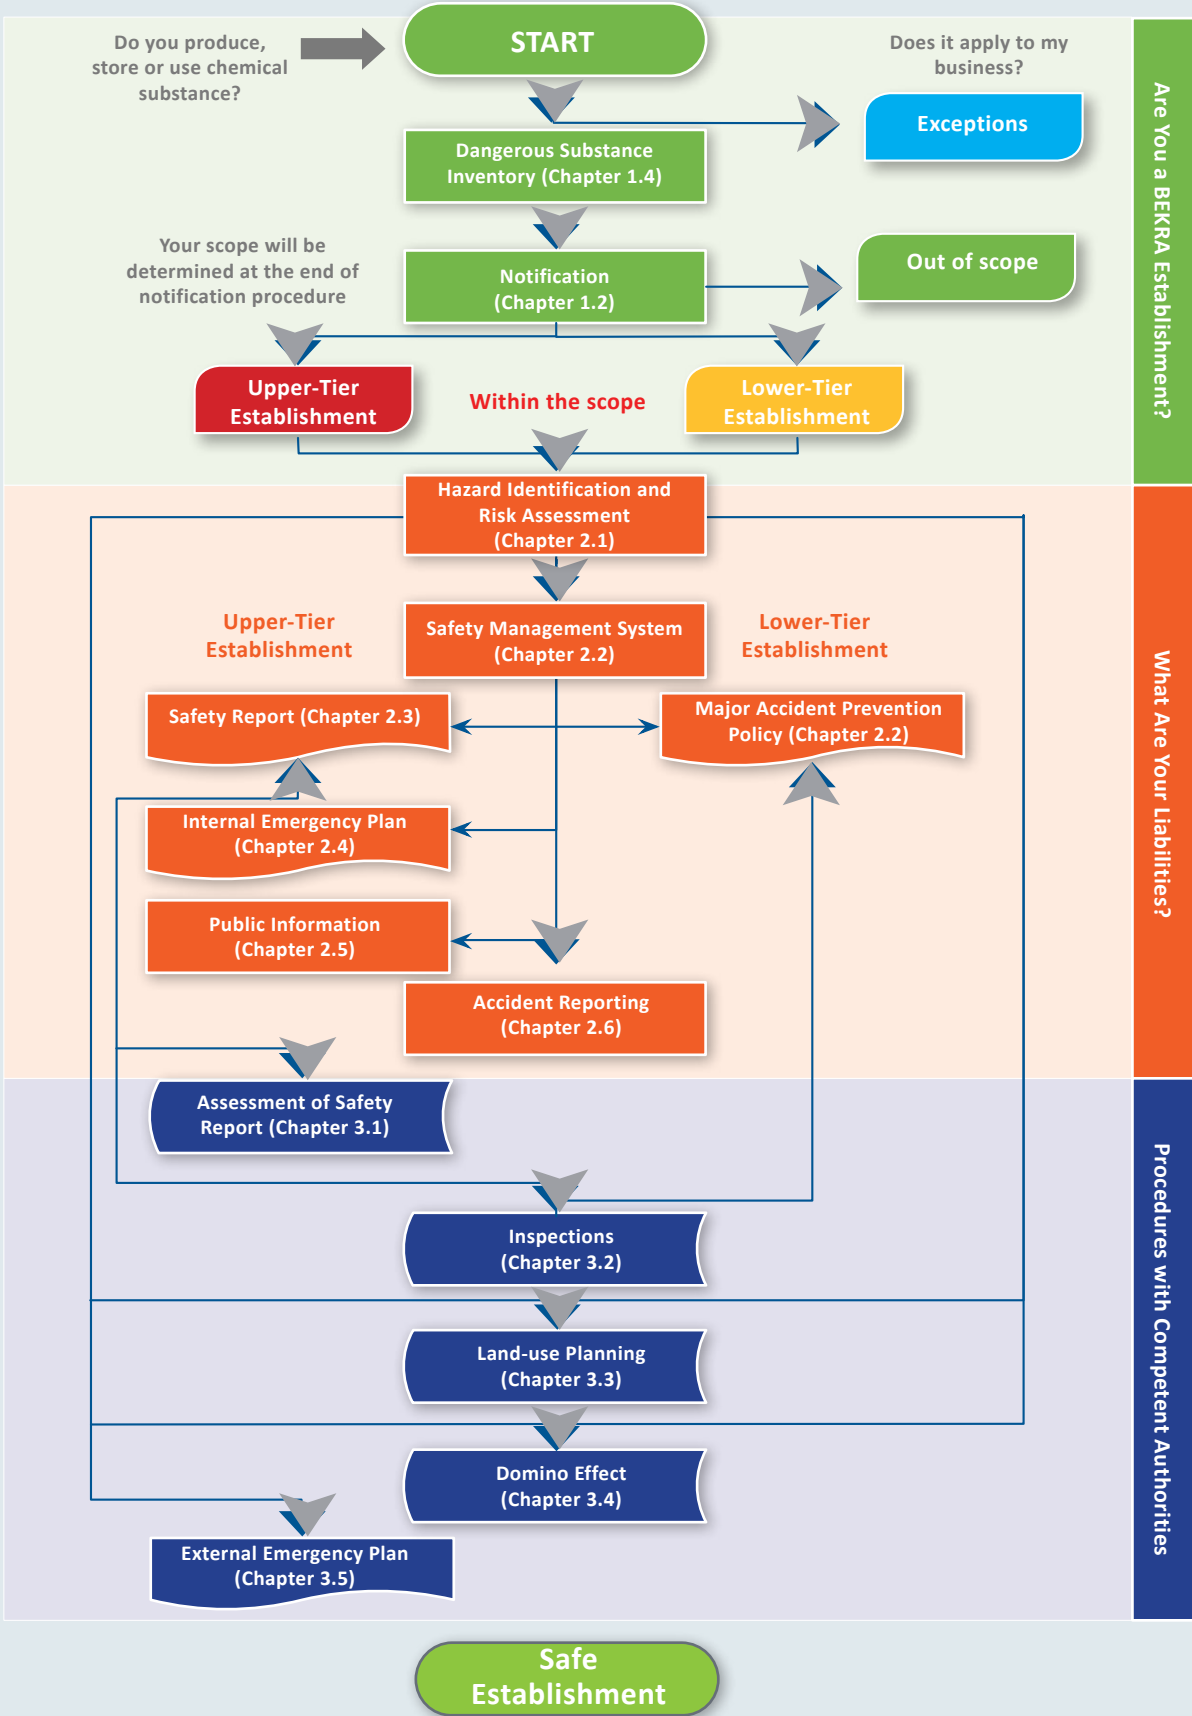 Do you produce,
store or use chemical
substance?
START
Does it apply to my
business?
Exceptions
Dangerous Substance
Inventory (Chapter 1.4)
Your scope will be
determined at the end of
notification procedure
Notification
(Chapter 1.2)
Out of scope
Upper-Tier
Establishment
Within the scope
Lower-Tier
Establishment
Are You a BEKRA Establishment?
Hazard Identification and
Risk Assessment
(Chapter 2.1)
Upper-Tier
Establishment
Safety Management System
(Chapter 2.2)
Lower-Tier
Establishment
Safety Report (Chapter 2.3)
Major Accident Prevention
Policy (Chapter 2.2)
Internal Emergency Plan
(Chapter 2.4)
Public Information
(Chapter 2.5)
Accident Reporting
(Chapter 2.6)
What Are Your Liabilities?
Assessment of Safety
Report (Chapter 3.1)
Inspections
(Chapter 3.2)
Land-use Planning
(Chapter 3.3)
Domino Effect
(Chapter 3.4)
External Emergency Plan
(Chapter 3.5)
Procedures with Competent Authorities
Safe
Establishment